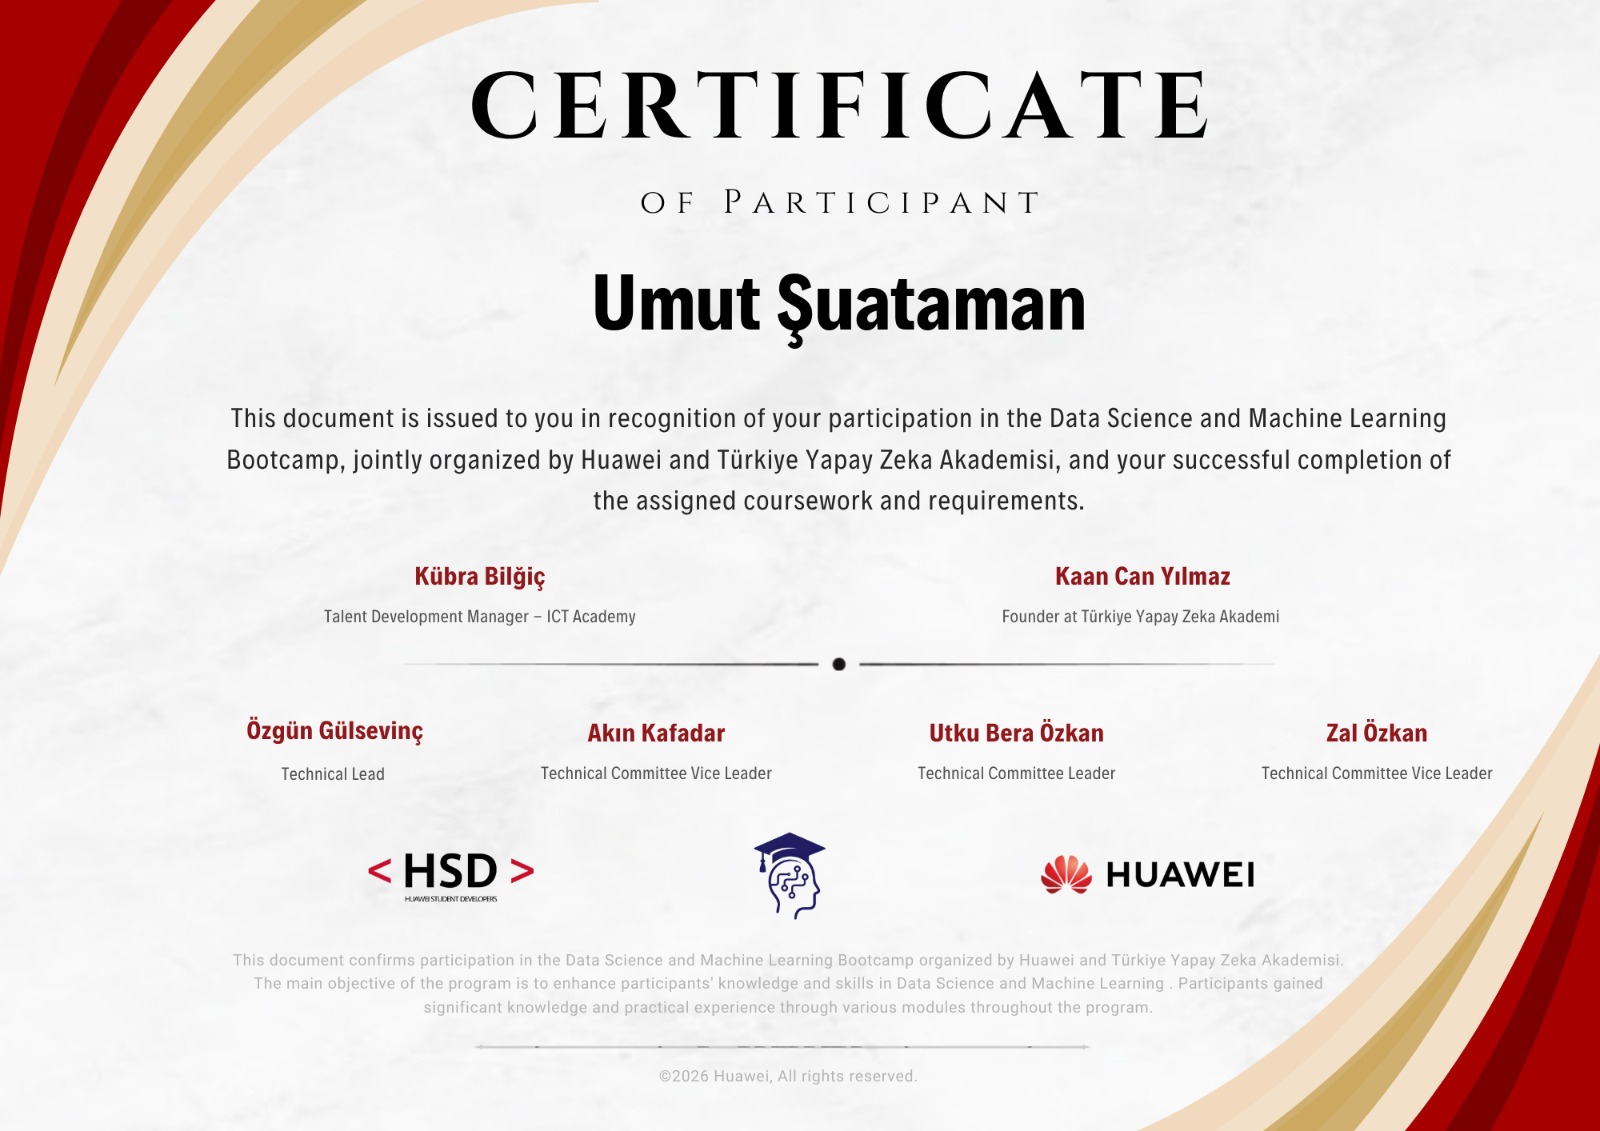 CERTIFICATE
OF PARTICIPANT
Umut Şuataman
This document is issued to you in recognition of your participation in the Data Science and Machine Learning
Bootcamp, jointly organized by Huawei and Türkiye Yapay Zeka Akademisi, and your successful completion of
the assigned coursework and requirements.
Kübra Bilğiç
Talent Development Manager – ICT Academy
Kaan Can Yılmaz
Founder at Türkiye Yapay Zeka Akademi
Özgün Gülsevinç
Technical Lead
Akın Kafadar
Technical Committee Vice Leader
Utku Bera Özkan
Technical Committee Leader
Zal Özkan
Technical Committee Vice Leader
< HSD >
HUAWEI STUDENT DEVELOPERS
HUAWEI
This document confirms participation in the Data Science and Machine Learning Bootcamp organized by Huawei and Türkiye Yapay Zeka Akademisi.
The main objective of the program is to enhance participants' knowledge and skills in Data Science and Machine Learning . Participants gained
significant knowledge and practical experience through various modules throughout the program.
©2026 Huawei, All rights reserved.